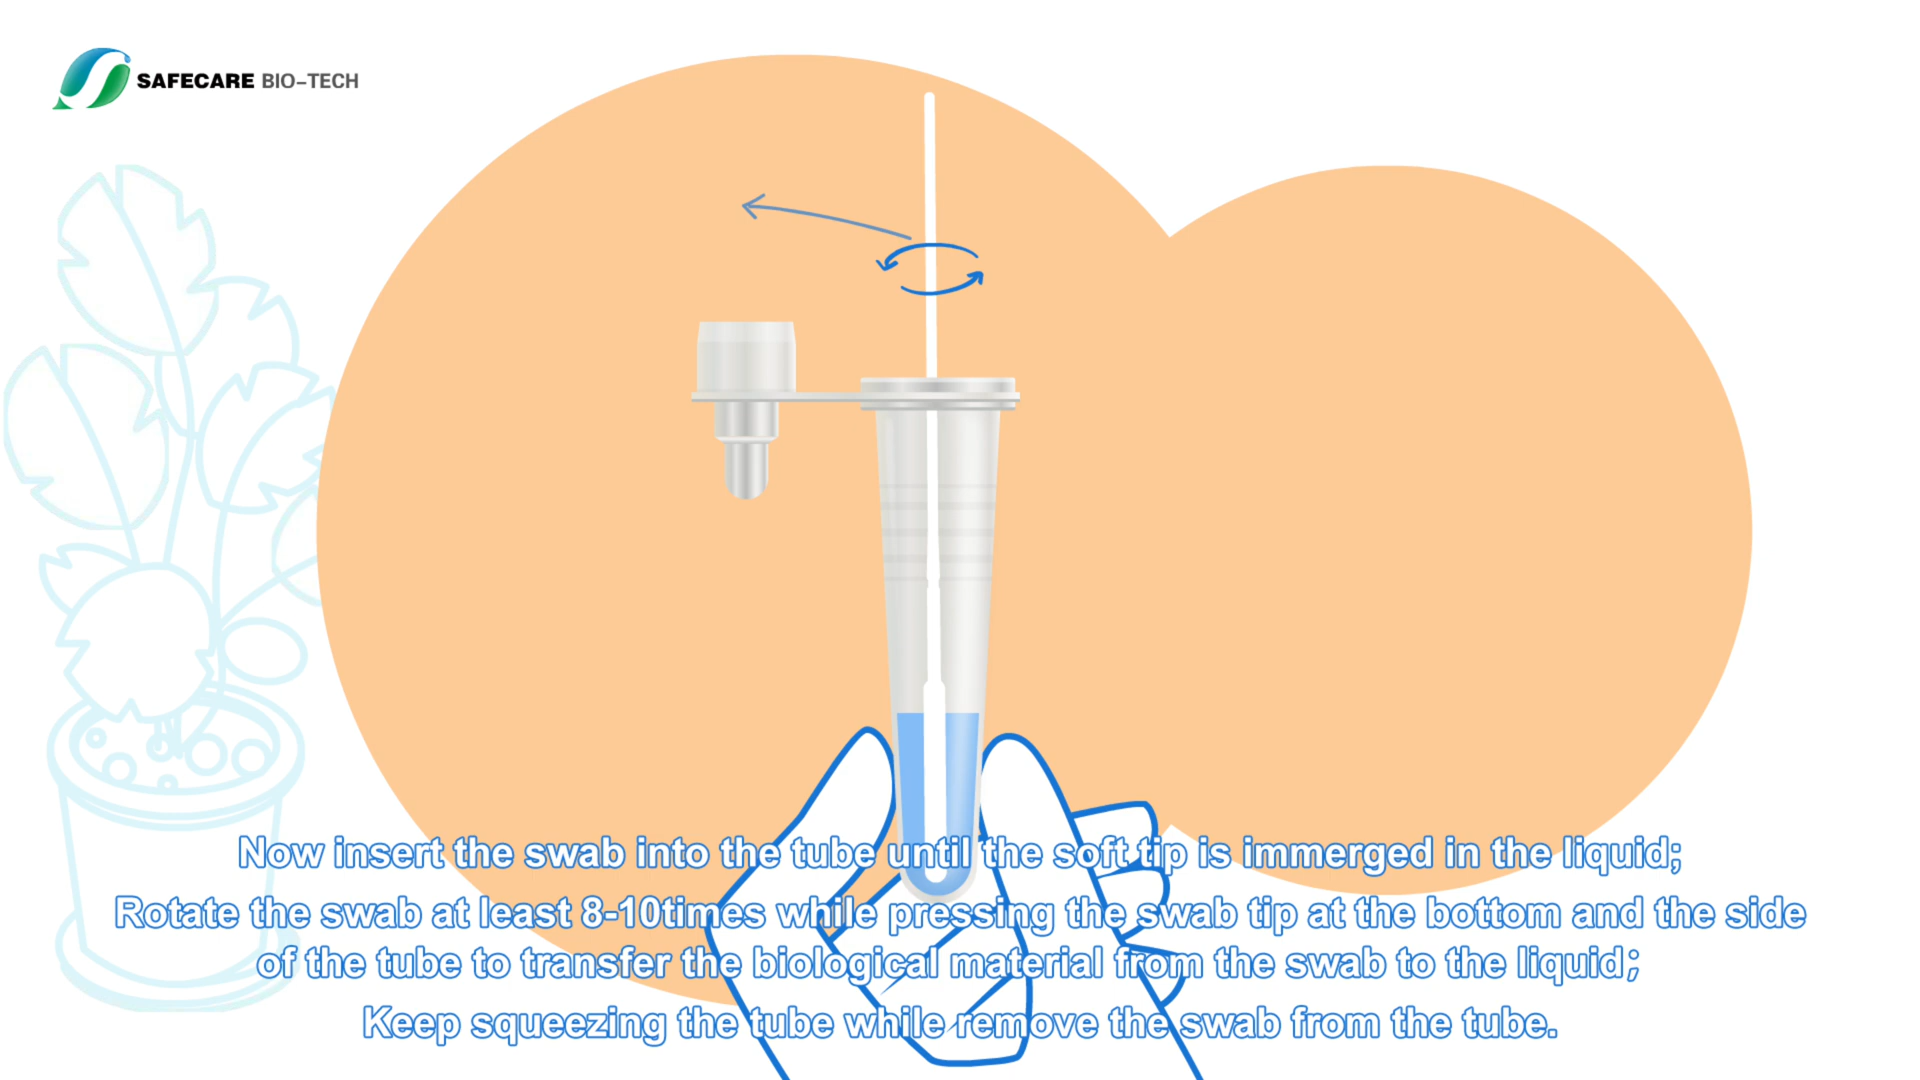 SAFECARE BIO-TECH
Now insert the swab into the tube until the soft tip is immerged in the liquid;
Rotate the swab at least 8-10times while pressing the swab tip at the bottom and the side
of the tube to transfer the biological material from the swab to the liquid;
Keep squeezing the tube while remove the swab from the tube.